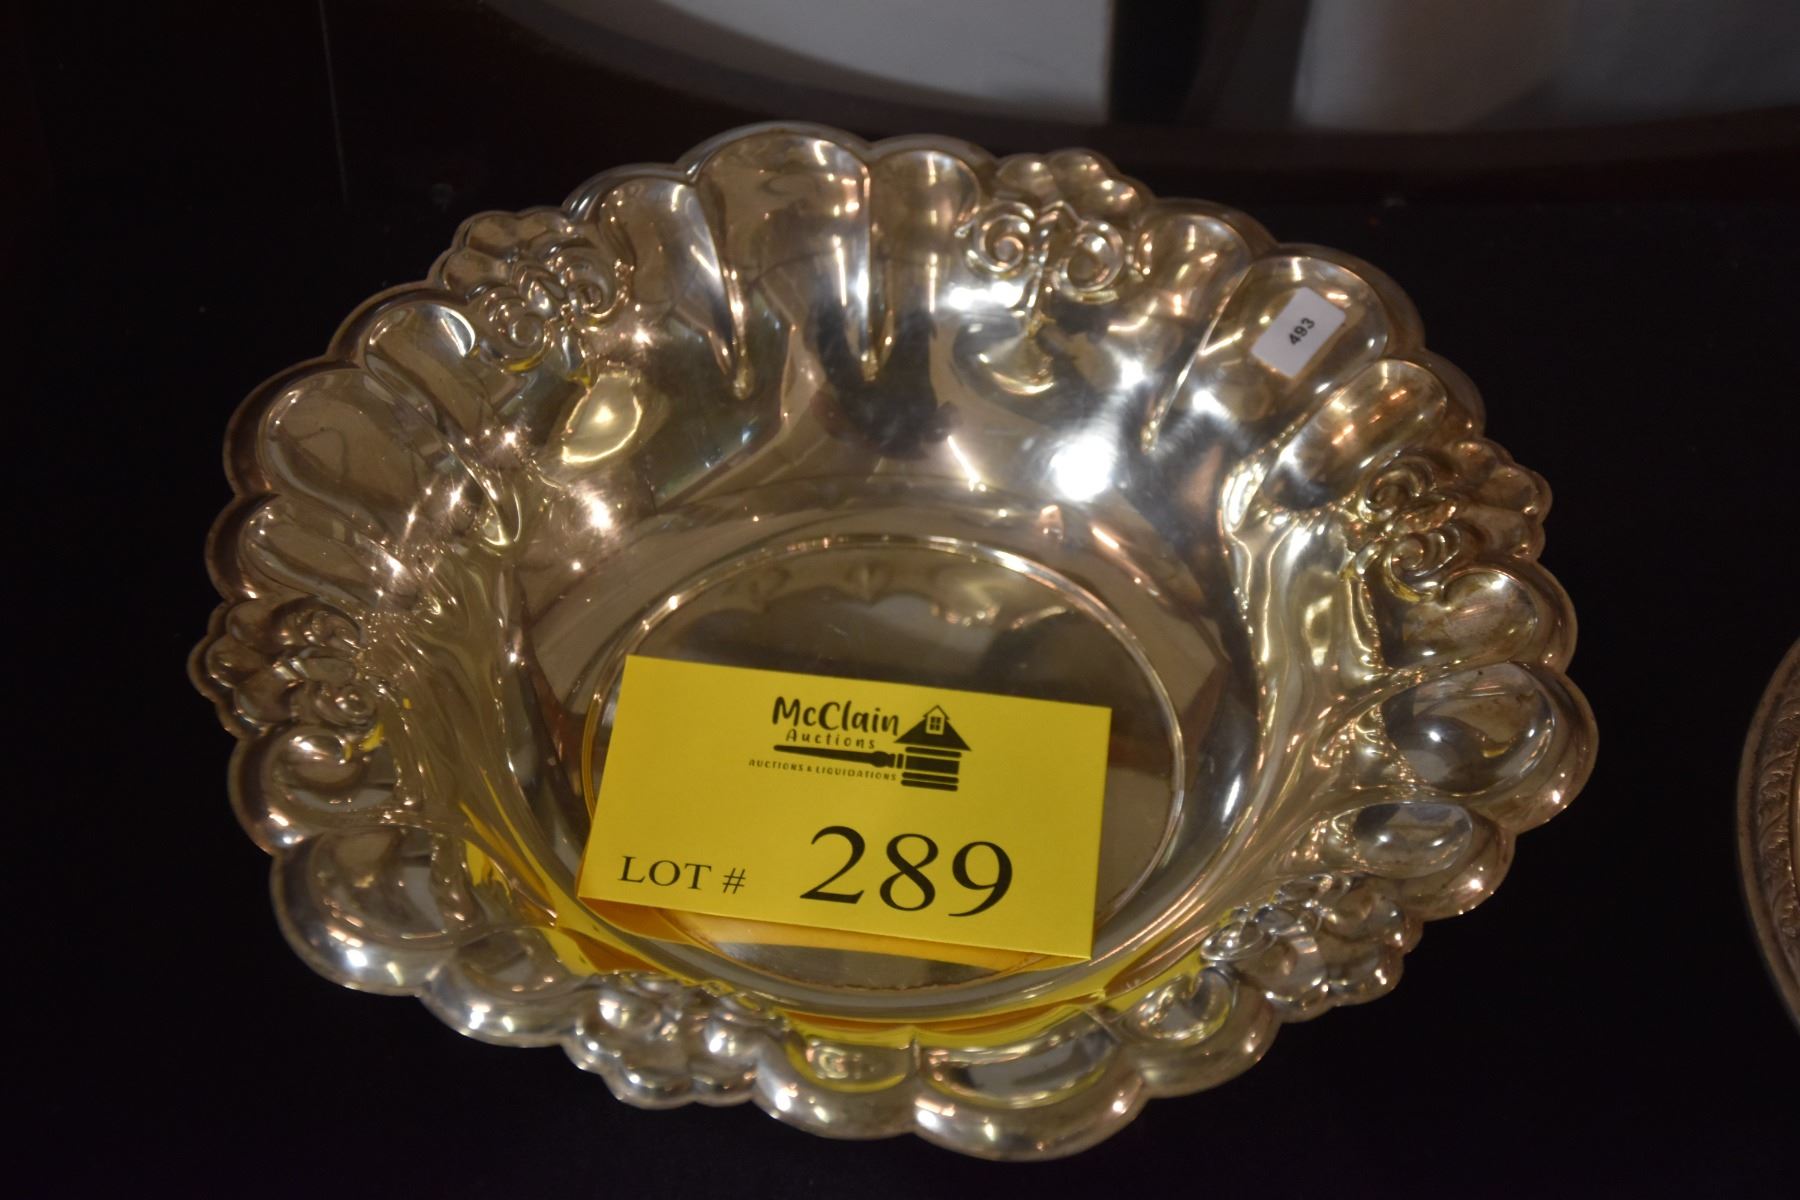 493
McClain
Auctions
AUCTIONS & LIQUIDATIONS
LOT # 289